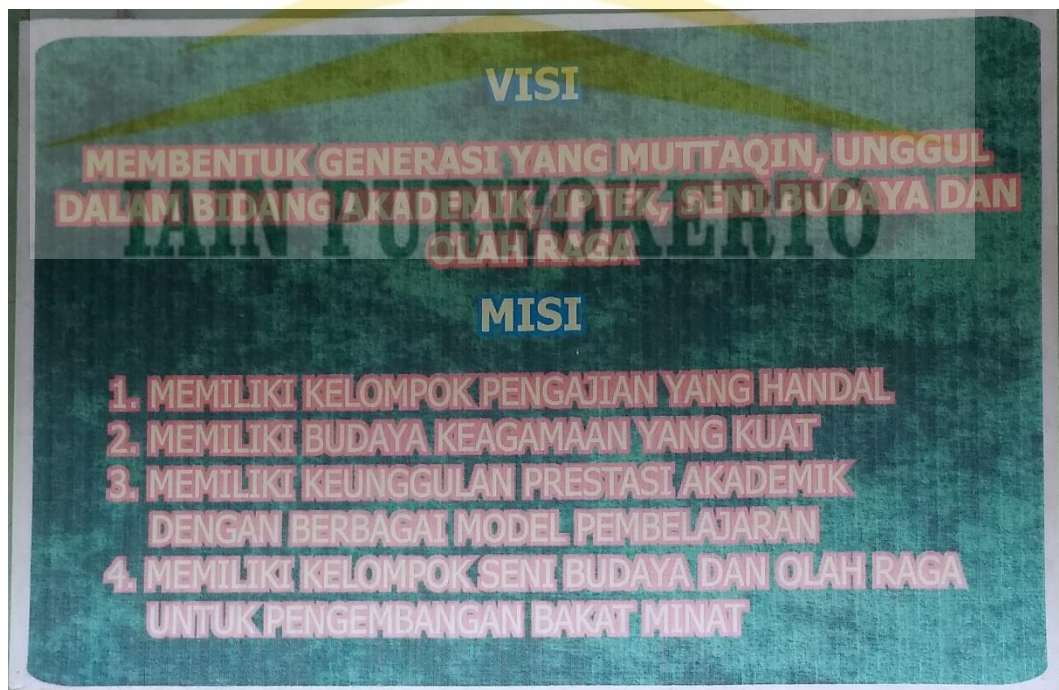 VISI
MEMBENTUK GENERASI YANG MUTTAQIN, UNGGUL
DALAM BIDANG AKADEMIK, IPTEK, SENI BUDAYA DAN
IAIN PURWOKERTO
OLAH RAGA
MISI
1. MEMILIKI KELOMPOK PENGAJIAN YANG HANDAL
2. MEMILIKI BUDAYA KEAGAMAAN YANG KUAT
3. MEMILIKI KEUNGGULAN PRESTASI AKADEMIK
DENGAN BERBAGAI MODEL PEMBELAJARAN
4. MEMILIKI KELOMPOK SENI BUDAYA DAN OLAH RAGA
UNTUK PENGEMBANGAN BAKAT MINAT